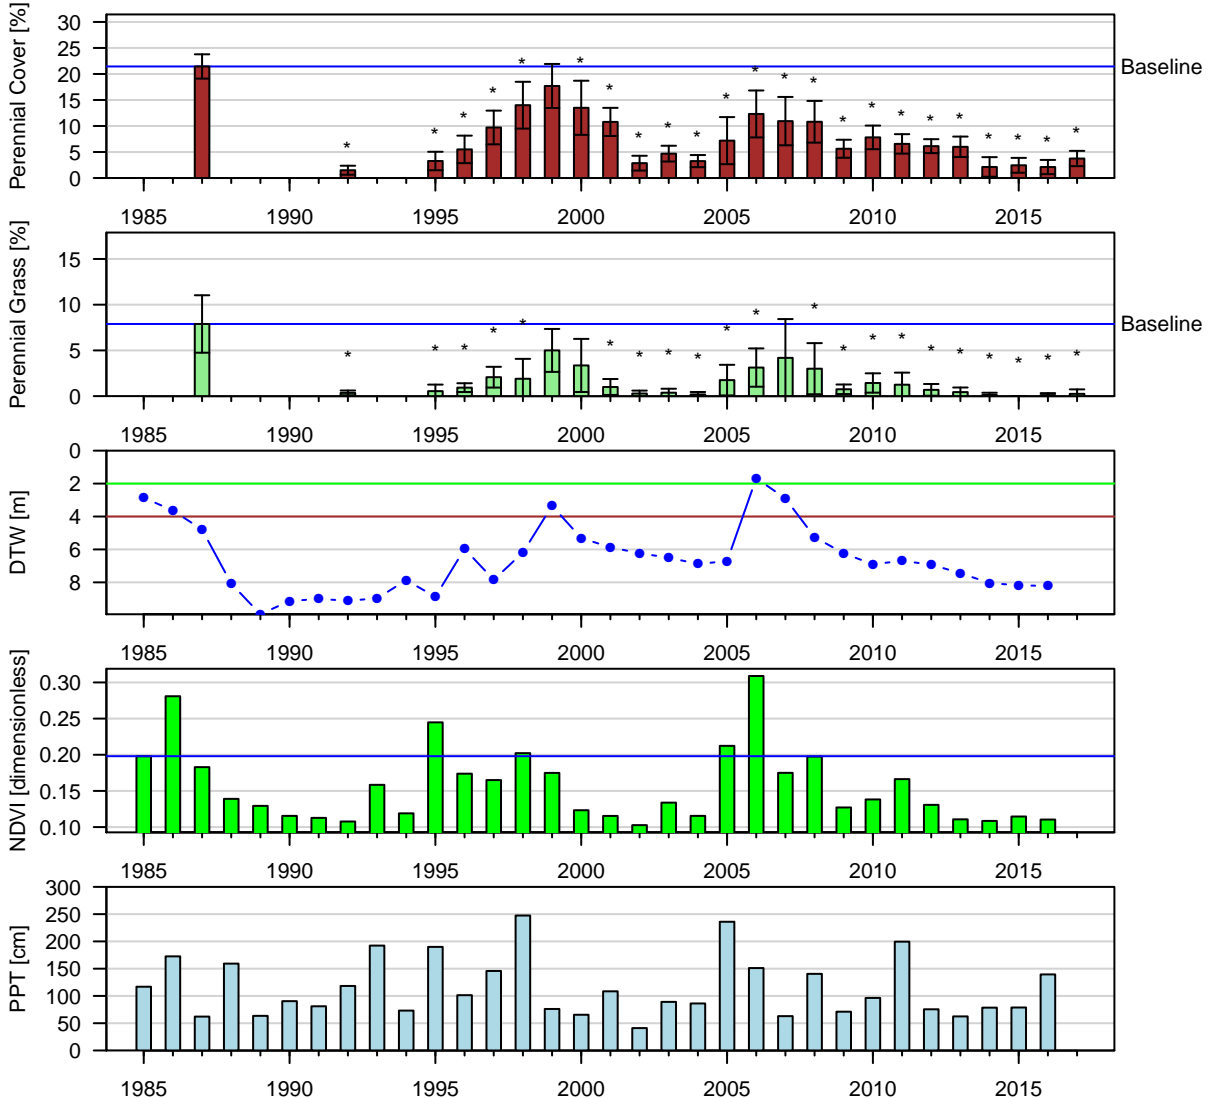 Perennial Cover [%]
30
25
20
15
10
5
0
* * * * * * * * * * * * * * * * * * * * * *
Baseline
1985 1990 1995 2000 2005 2010 2015
Perennial Grass [%]
15
10
5
0
* * * * * * * * * * * * * * * * * * * *
Baseline
1985 1990 1995 2000 2005 2010 2015
DTW [m]
0
2
4
6
8
1985 1990 1995 2000 2005 2010 2015
NDVI [dimensionless]
0.30
0.25
0.20
0.15
0.10
1985 1990 1995 2000 2005 2010 2015
PPT [cm]
300
250
200
150
100
50
0
1985 1990 1995 2000 2005 2010 2015